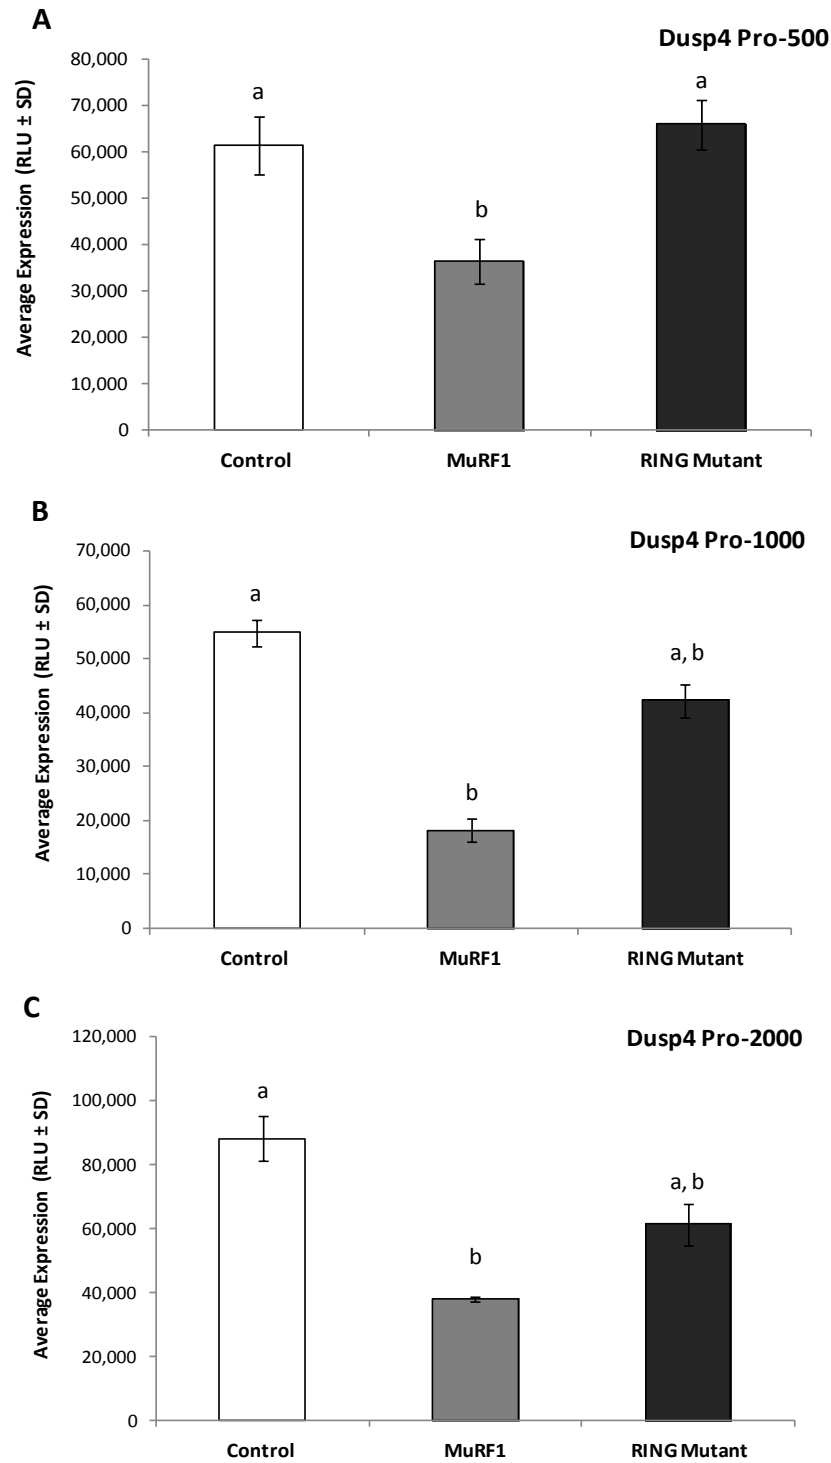 A
Dusp4 Pro-500
Average Expression (RLU ± SD)
80,000
70,000
60,000
50,000
40,000
30,000
20,000
10,000
0
a
b
a
Control MuRF1 RING Mutant
B
Dusp4 Pro-1000
Average Expression (RLU ± SD)
70,000
60,000
50,000
40,000
30,000
20,000
10,000
0
a
b
a, b
Control MuRF1 RING Mutant
C
Dusp4 Pro-2000
Average Expression (RLU ± SD)
120,000
100,000
80,000
60,000
40,000
20,000
0
a
b
a, b
Control MuRF1 RING Mutant